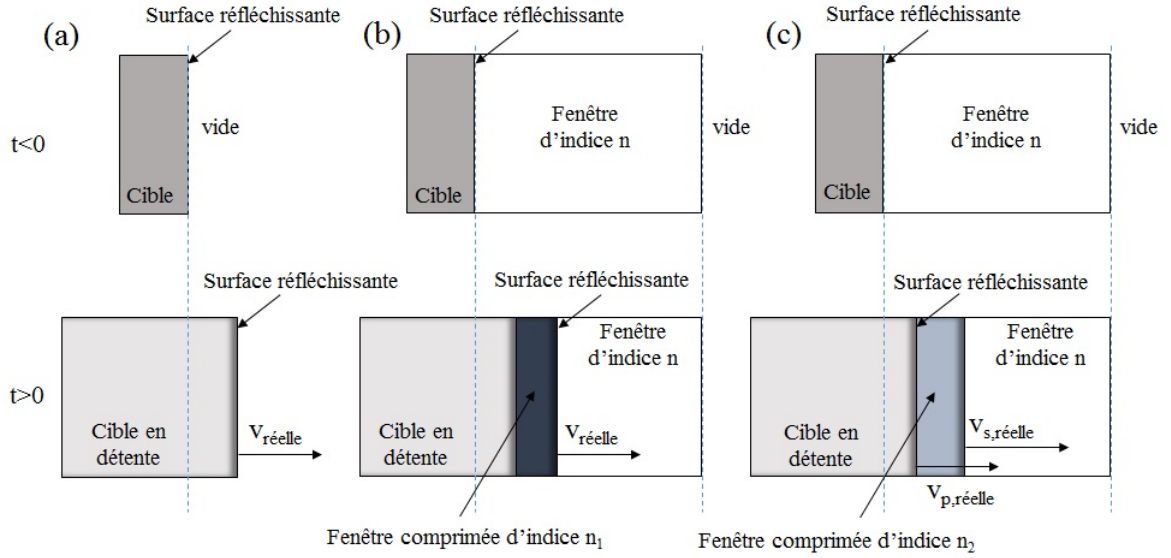 Surface réfléchissante
Surface réfléchissante
Surface réfléchissante
(a)
(b)
(c)
t<0
vide
Cible
Fenêtre
d'indice n
vide
Cible
Fenêtre
d'indice n
vide
Cible
Surface réfléchissante
Surface réfléchissante
Surface réfléchissante
t>0
Cible en
détente
Vréelle
Fenêtre
d'indice n
Cible en
détente
Vréelle
Fenêtre
d'indice n
Cible en
détente
Vs,réelle
Vp,réelle
Fenêtre comprimée d'indice n1
Fenêtre comprimée d'indice n2